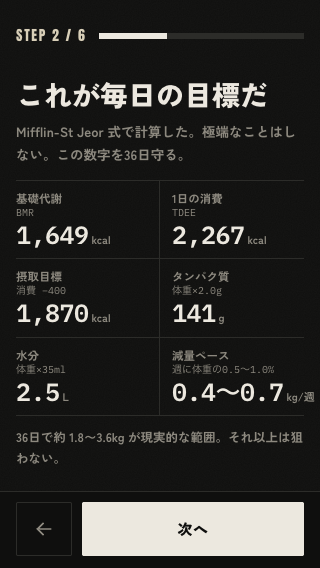 STEP 2 / 6
これが毎日の目標だ
Mifflin-St Jeor 式で計算した。極端なことはし
ない。この数字を36日守る。
基礎代謝
BMR
1,649 kcal
1日の消費
TDEE
2,267 kcal
摂取目標
消費 −400
1,870 kcal
タンパク質
体重×2.0g
141 g
水分
体重×35ml
2.5 L
減量ペース
週に体重の0.5〜1.0%
0.4〜0.7 kg/週
36日で約 1.8〜3.6kg が現実的な範囲。それ以上は狙
わない。
←
次へ